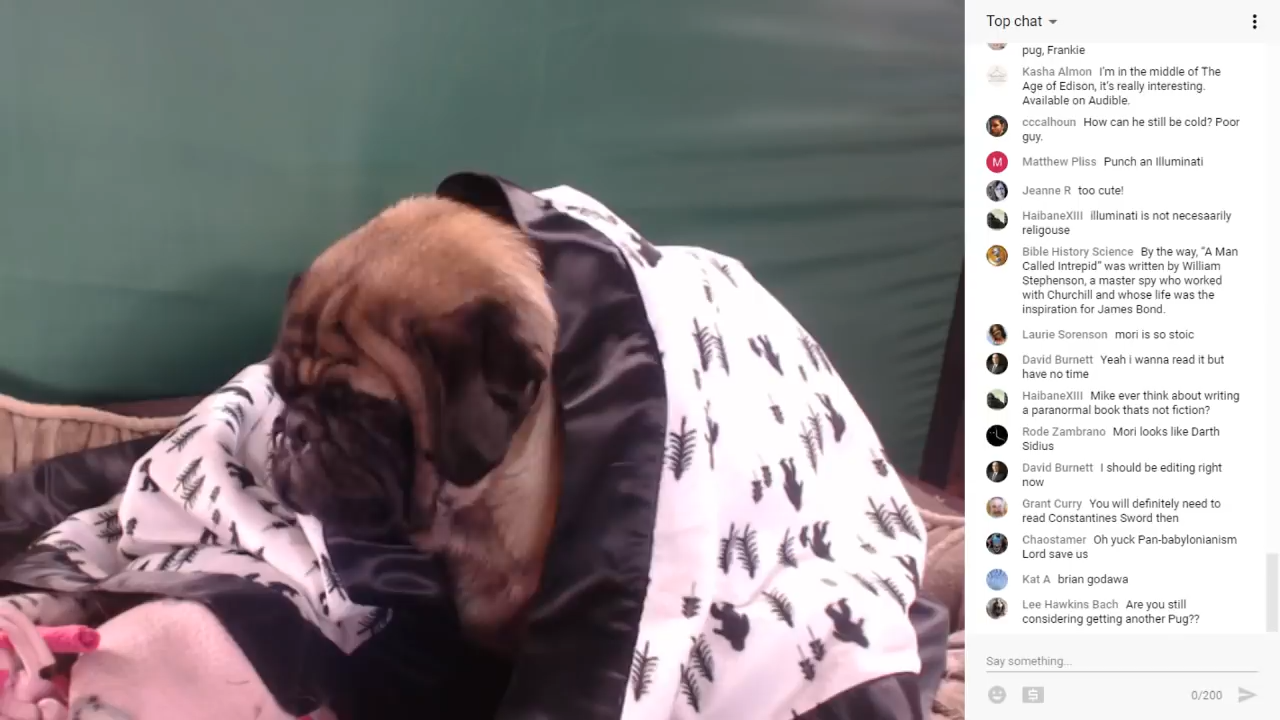 Top chat
pug, Frankie
Kasha Almon I'm in the middle of The
Age of Edison, it's really interesting.
Available on Audible.
cccalhoun How can he still be cold? Poor
guy.
M
Matthew Pliss Punch an Illuminati
Jeanne R too cute!
HaibaneXIII illuminati is not necesaarily
religouse
Bible History Science By the way, "A Man
Called Intrepid" was written by William
Stephenson, a master spy who worked
with Churchill and whose life was the
inspiration for James Bond.
Laurie Sorenson mori is so stoic
David Burnett Yeah i wanna read it but
have no time
HaibaneXIII Mike ever think about writing
a paranormal book thats not fiction?
Rode Zambrano Mori looks like Darth
Sidius
David Burnett I should be editing right
now
Grant Curry You will definitely need to
read Constantines Sword then
Chaostamer Oh yuck Pan-babylonianism
Lord save us
Kat A brian godawa
Lee Hawkins Bach Are you still
considering getting another Pug??
Say something...
0/200